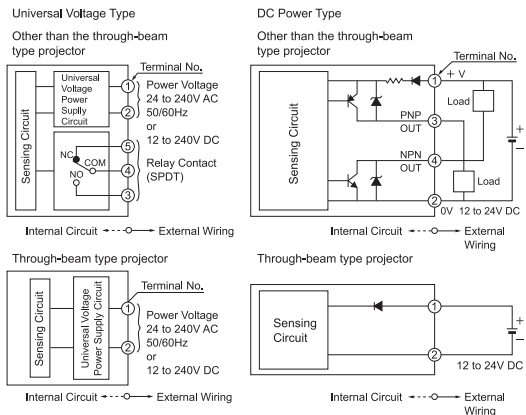 Universal Voltage Type
Other than the through-beam
type projector
Terminal No.
Sensing Circuit
Universal
Voltage
Power
Suplly
Circuit
1
2
Power Voltage
24 to 240V AC
50/60Hz
or
12 to 240V DC
NC
COM
NO
5
4
3
Relay Contact
(SPDT)
Internal Circuit
External Wiring
DC Power Type
Other than the through-beam
type projector
Terminal No.
Sensing Circuit
1
+ V
Load
PNP
OUT
3
NPN
OUT
4
Load
2
0V
12 to 24V DC
+
−
Internal Circuit
External
Wiring
Through-beam type projector
Terminal No.
Sensing Circuit
Universal Voltage
Power Supply Circuit
1
2
Power Voltage
24 to 240V AC
50/60Hz
or
12 to 240V DC
Internal Circuit
External Wiring
Through-beam type projector
Sensing
Circuit
1
2
+
−
12 to 24V DC
Internal Circuit
External
Wiring